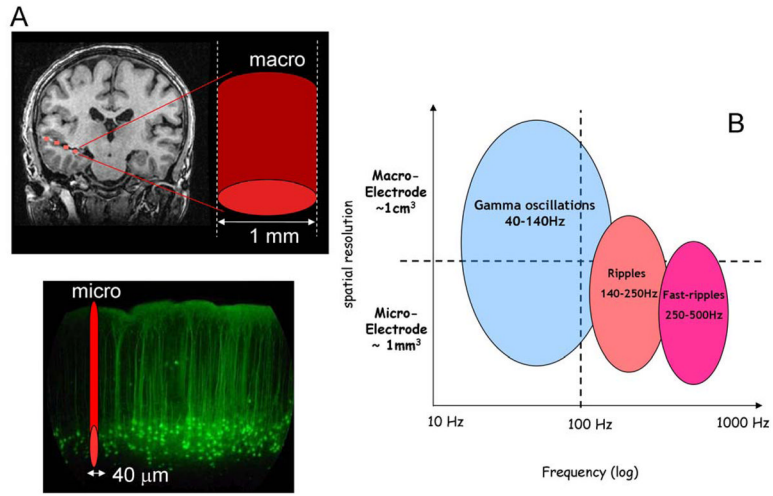 A
macro
1 mm
micro
40 μm
B
spatial resolution
Macro-
Electrode
~1cm³
Micro-
Electrode
~ 1mm³
Gamma oscillations
40-140Hz
Ripples
140-250Hz
Fast-ripples
250-500Hz
10 Hz
100 Hz
1000 Hz
Frequency (log)